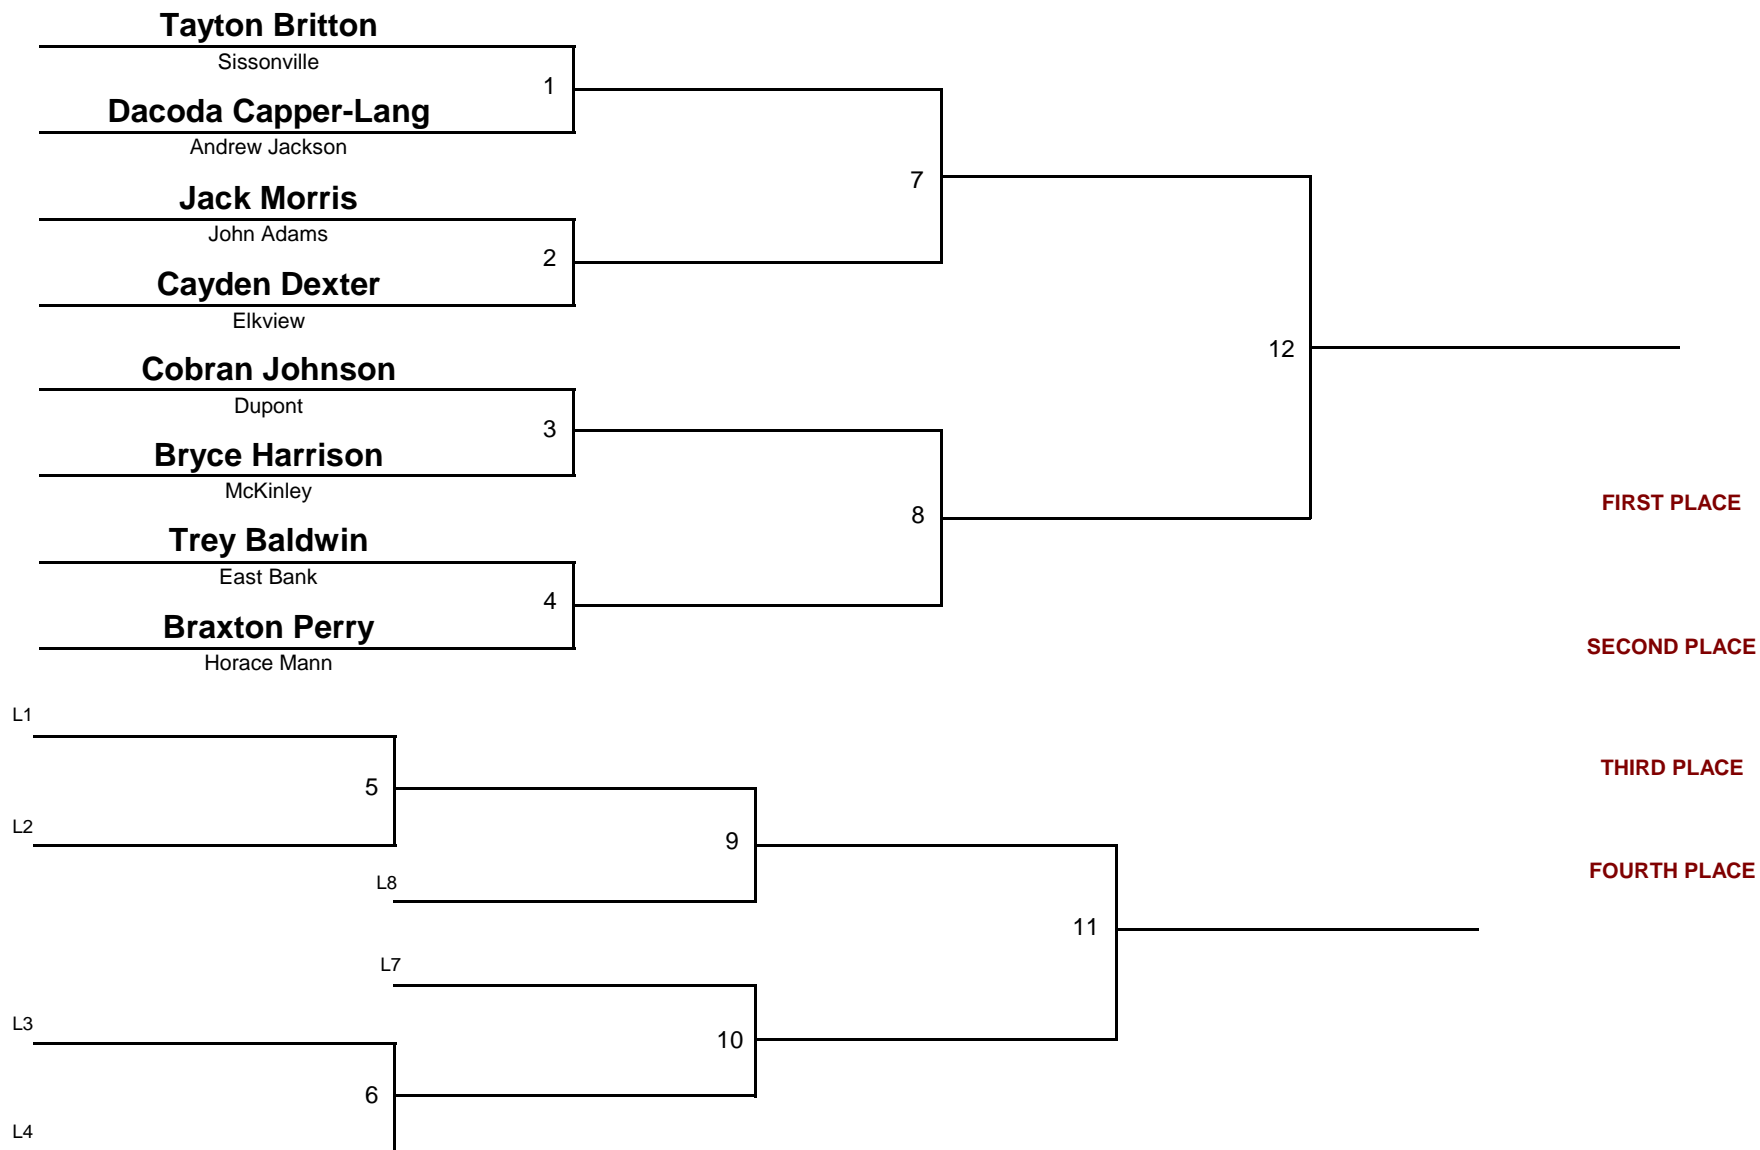 Tayton Britton
Sissonville
1
Dacoda Capper-Lang
Andrew Jackson
7
Jack Morris
John Adams
2
Cayden Dexter
Elkview
12
Cobran Johnson
Dupont
3
Bryce Harrison
McKinley
FIRST PLACE
8
Trey Baldwin
East Bank
4
Braxton Perry
Horace Mann
SECOND PLACE
L1
THIRD PLACE
5
L2
9
FOURTH PLACE
L8
11
L7
L3
10
6
L4